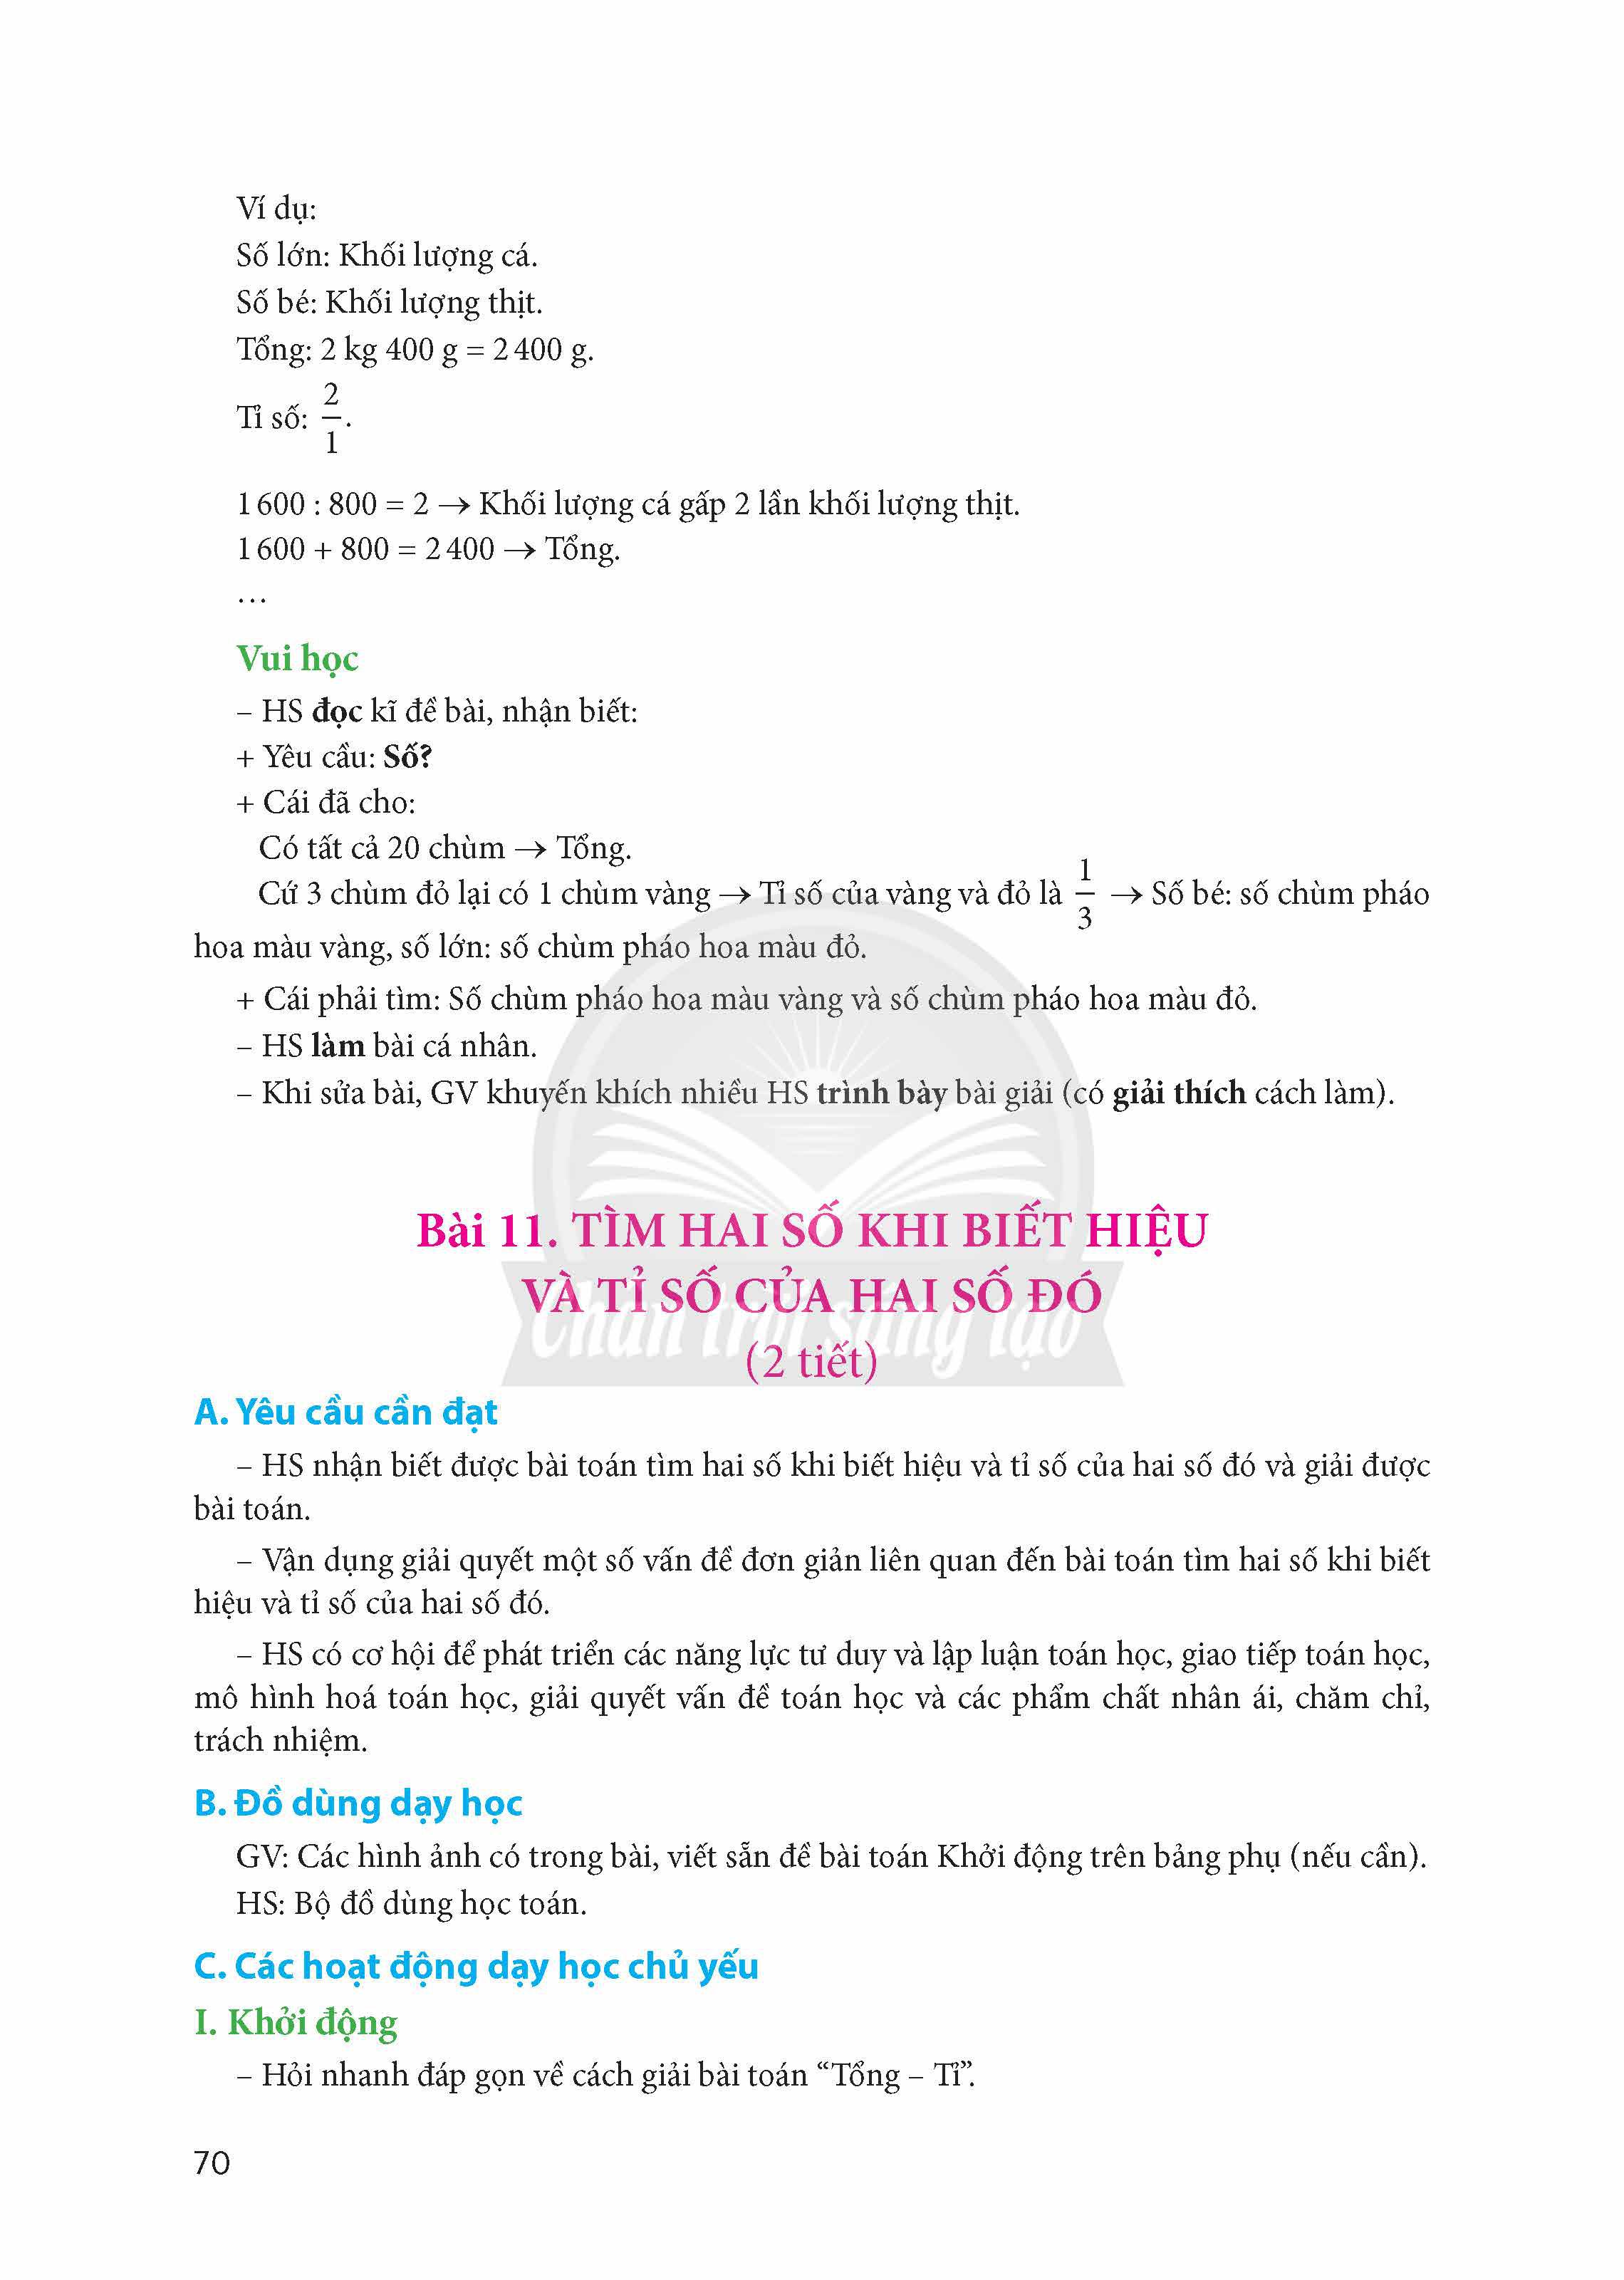 Ví dụ:
Số lớn: Khối lượng cá.
Số bé: Khối lượng thịt.
Tổng: 2 kg 400 g = 2 400 g.
Tỉ số: 2/1.
1 600 : 800 = 2 → Khối lượng cá gấp 2 lần khối lượng thịt.
1 600 + 800 = 2 400 → Tổng.
…
Vui học
– HS đọc kĩ đề bài, nhận biết:
+ Yêu cầu: Số?
+ Cái đã cho:
Có tất cả 20 chùm → Tổng.
Cứ 3 chùm đỏ lại có 1 chùm vàng → Tỉ số của vàng và đỏ là 1/3 → Số bé: số chùm pháo
hoa màu vàng, số lớn: số chùm pháo hoa màu đỏ.
+ Cái phải tìm: Số chùm pháo hoa màu vàng và số chùm pháo hoa màu đỏ.
– HS làm bài cá nhân.
– Khi sửa bài, GV khuyến khích nhiều HS trình bày bài giải (có giải thích cách làm).
Bài 11. TÌM HAI SỐ KHI BIẾT HIỆU
VÀ TỈ SỐ CỦA HAI SỐ ĐÓ
Chân trời sáng tạo
(2 tiết)
A. Yêu cầu cần đạt
– HS nhận biết được bài toán tìm hai số khi biết hiệu và tỉ số của hai số đó và giải được
bài toán.
– Vận dụng giải quyết một số vấn đề đơn giản liên quan đến bài toán tìm hai số khi biết
hiệu và tỉ số của hai số đó.
– HS có cơ hội để phát triển các năng lực tư duy và lập luận toán học, giao tiếp toán học,
mô hình hoá toán học, giải quyết vấn đề toán học và các phẩm chất nhân ái, chăm chỉ,
trách nhiệm.
B. Đồ dùng dạy học
GV: Các hình ảnh có trong bài, viết sẵn đề bài toán Khởi động trên bảng phụ (nếu cần).
HS: Bộ đồ dùng học toán.
C. Các hoạt động dạy học chủ yếu
I. Khởi động
– Hỏi nhanh đáp gọn về cách giải bài toán “Tổng – Tỉ”.
70